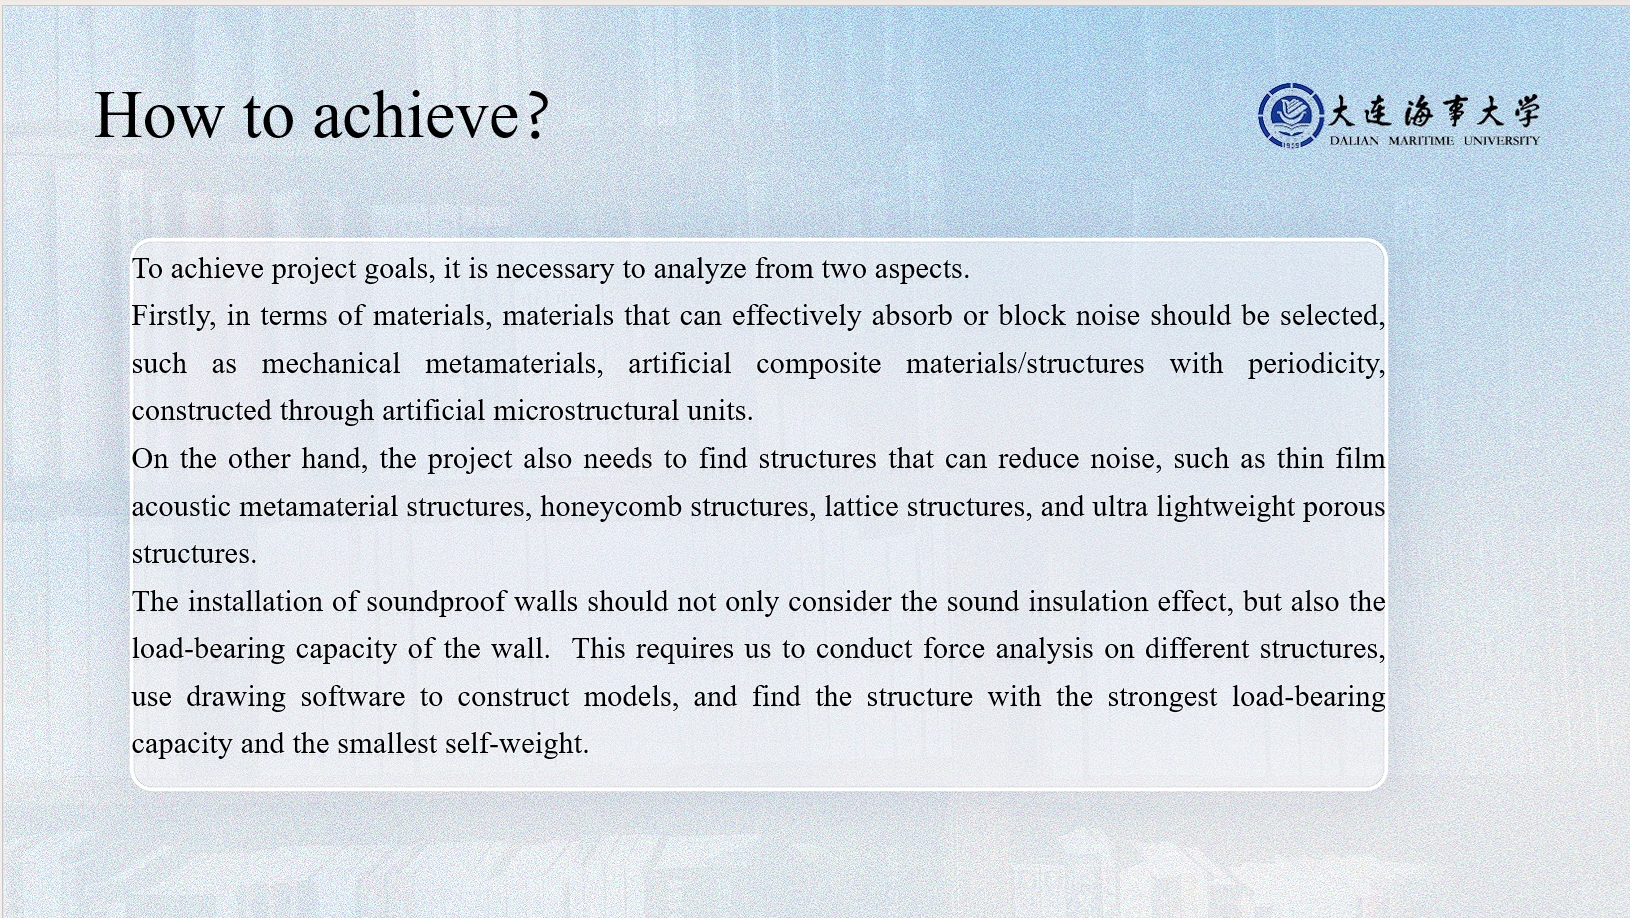 How to achieve?
大连海事大学
DALIAN MARITIME UNIVERSITY
1909
To achieve project goals, it is necessary to analyze from two aspects.
Firstly, in terms of materials, materials that can effectively absorb or block noise should be selected,
such as mechanical metamaterials, artificial composite materials/structures with periodicity,
constructed through artificial microstructural units.
On the other hand, the project also needs to find structures that can reduce noise, such as thin film
acoustic metamaterial structures, honeycomb structures, lattice structures, and ultra lightweight porous
structures.
The installation of soundproof walls should not only consider the sound insulation effect, but also the
load-bearing capacity of the wall.  This requires us to conduct force analysis on different structures,
use drawing software to construct models, and find the structure with the strongest load-bearing
capacity and the smallest self-weight.